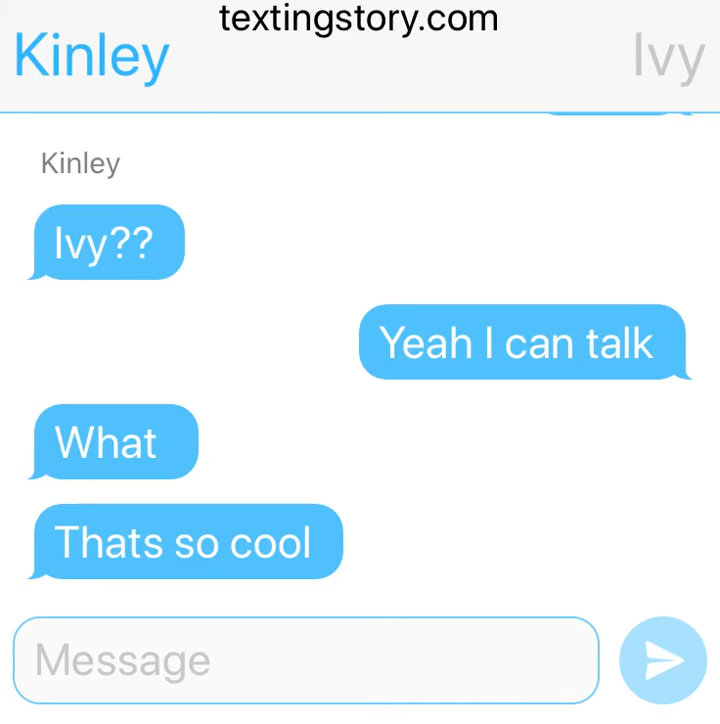 textingstory.com
Kinley
Ivy
Kinley
Ivy??
Yeah I can talk
What
Thats so cool
Message